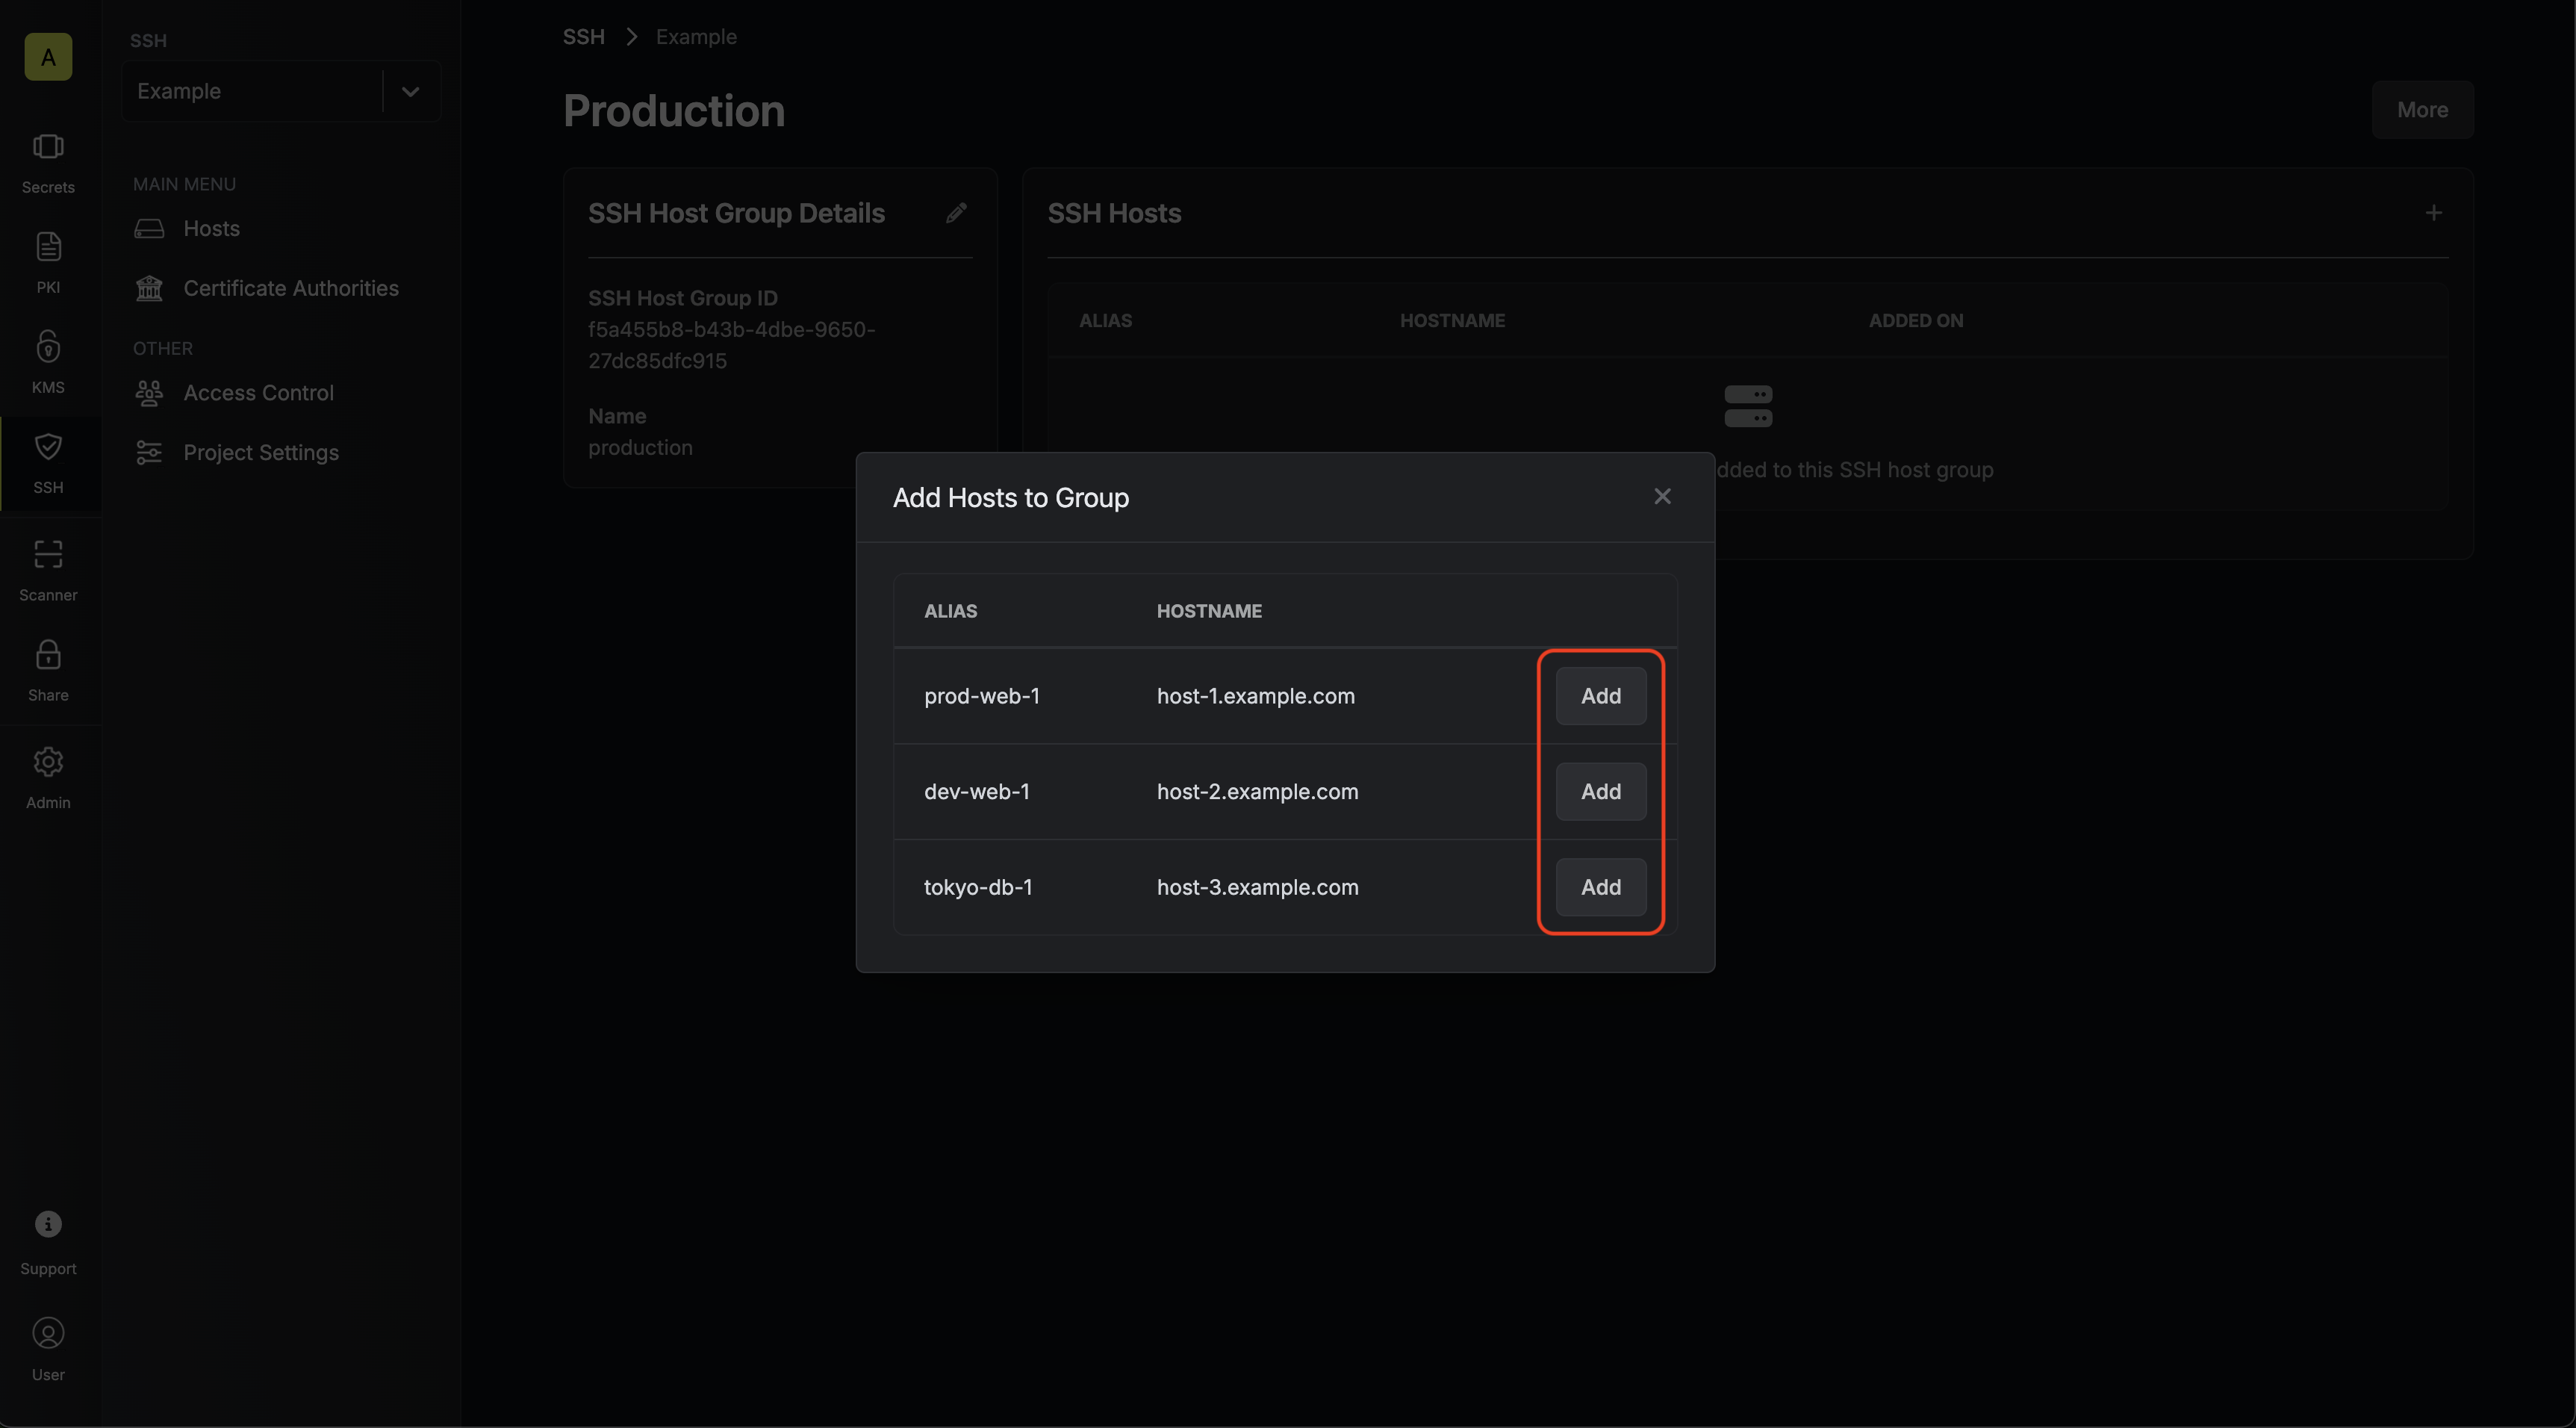 A
Secrets
PKI
KMS
SSH
Scanner
Share
Admin
Support
User
SSH
Example
MAIN MENU
Hosts
Certificate Authorities
OTHER
Access Control
Project Settings
SSH Example
Production
More
SSH Host Group Details
SSH Host Group ID
f5a455b8-b43b-4dbe-9650-
27dc85dfc915
Name
production
SSH Hosts
ALIAS HOSTNAME ADDED ON
to this SSH host group
Add Hosts to Group
ALIAS HOSTNAME
prod-web-1 host-1.example.com Add
dev-web-1 host-2.example.com Add
tokyo-db-1 host-3.example.com Add